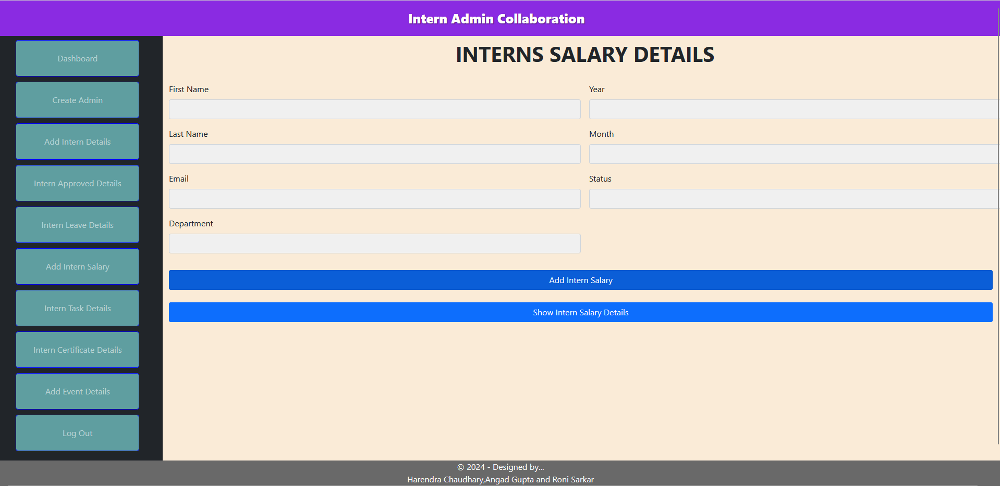 Intern Admin Collaboration
Dashboard
Create Admin
Add Intern Details
Intern Approved Details
Intern Leave Details
Add Intern Salary
Intern Task Details
Intern Certificate Details
Add Event Details
Log Out
INTERNS SALARY DETAILS
First Name
Year
Last Name
Month
Email
Status
Department
Add Intern Salary
Show Intern Salary Details
© 2024 - Designed by...
Harendra Chaudhary,Angad Gupta and Roni Sarkar